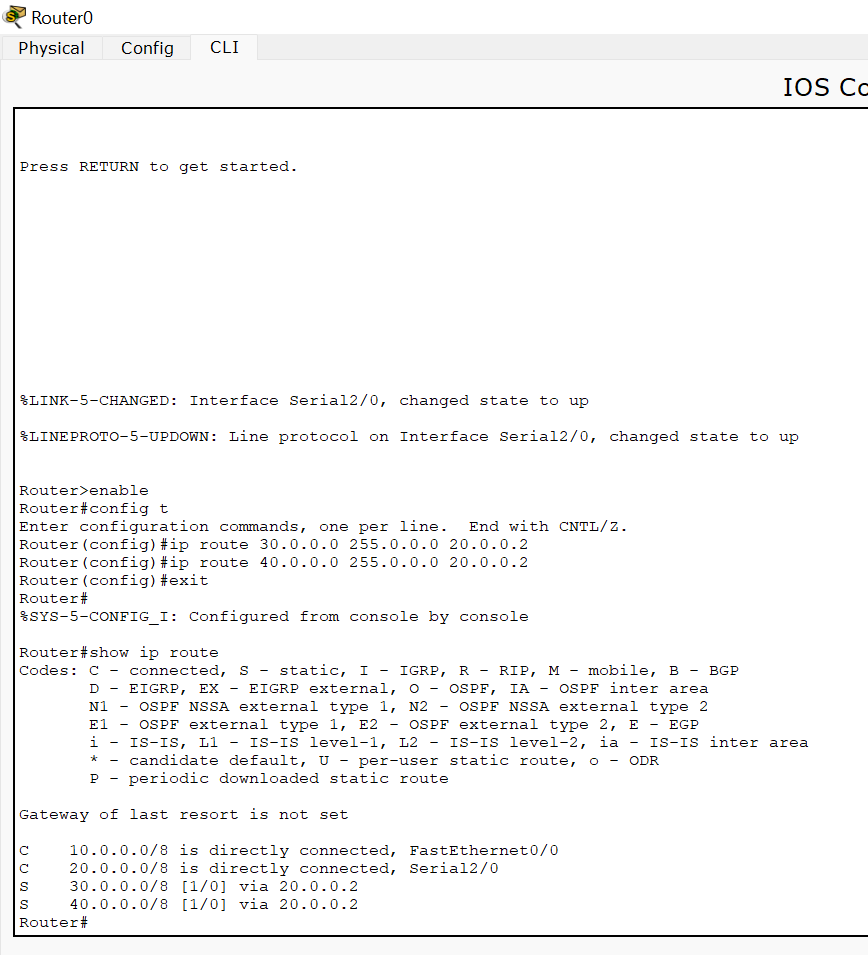 Router0
Physical Config CLI
IOS Co
Press RETURN to get started.
%LINK-5-CHANGED: Interface Serial2/0, changed state to up
%LINEPROTO-5-UPDOWN: Line protocol on Interface Serial2/0, changed state to up
Router>enable
Router#config t
Enter configuration commands, one per line.  End with CNTL/Z.
Router(config)#ip route 30.0.0.0 255.0.0.0 20.0.0.2
Router(config)#ip route 40.0.0.0 255.0.0.0 20.0.0.2
Router(config)#exit
Router#
%SYS-5-CONFIG_I: Configured from console by console
Router#show ip route
Codes: C - connected, S - static, I - IGRP, R - RIP, M - mobile, B - BGP
       D - EIGRP, EX - EIGRP external, O - OSPF, IA - OSPF inter area
       N1 - OSPF NSSA external type 1, N2 - OSPF NSSA external type 2
       E1 - OSPF external type 1, E2 - OSPF external type 2, E - EGP
       i - IS-IS, L1 - IS-IS level-1, L2 - IS-IS level-2, ia - IS-IS inter area
       * - candidate default, U - per-user static route, o - ODR
       P - periodic downloaded static route
Gateway of last resort is not set
C    10.0.0.0/8 is directly connected, FastEthernet0/0
C    20.0.0.0/8 is directly connected, Serial2/0
S    30.0.0.0/8 [1/0] via 20.0.0.2
S    40.0.0.0/8 [1/0] via 20.0.0.2
Router#